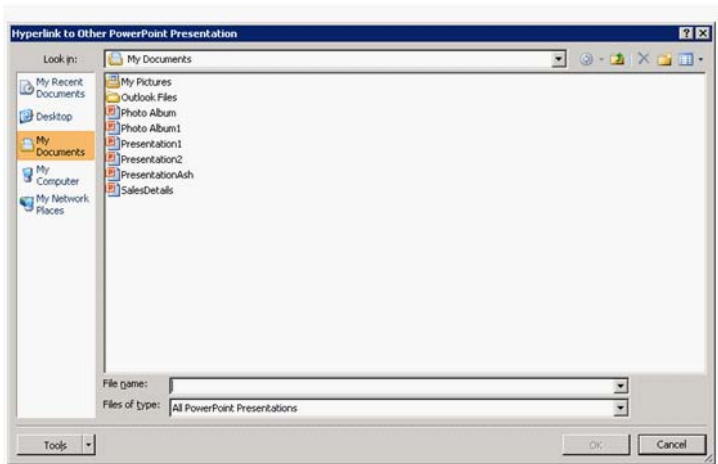 Hyperlink to Other PowerPoint Presentation
Look in:
My Documents
My Recent
Documents
Desktop
My
Documents
My
Computer
My Network
Places
My Pictures
Outlook Files
Photo Album
Photo Album1
Presentation1
Presentation2
PresentationAsh
SalesDetails
File name:
Files of type:
All PowerPoint Presentations
Tools
OK
Cancel